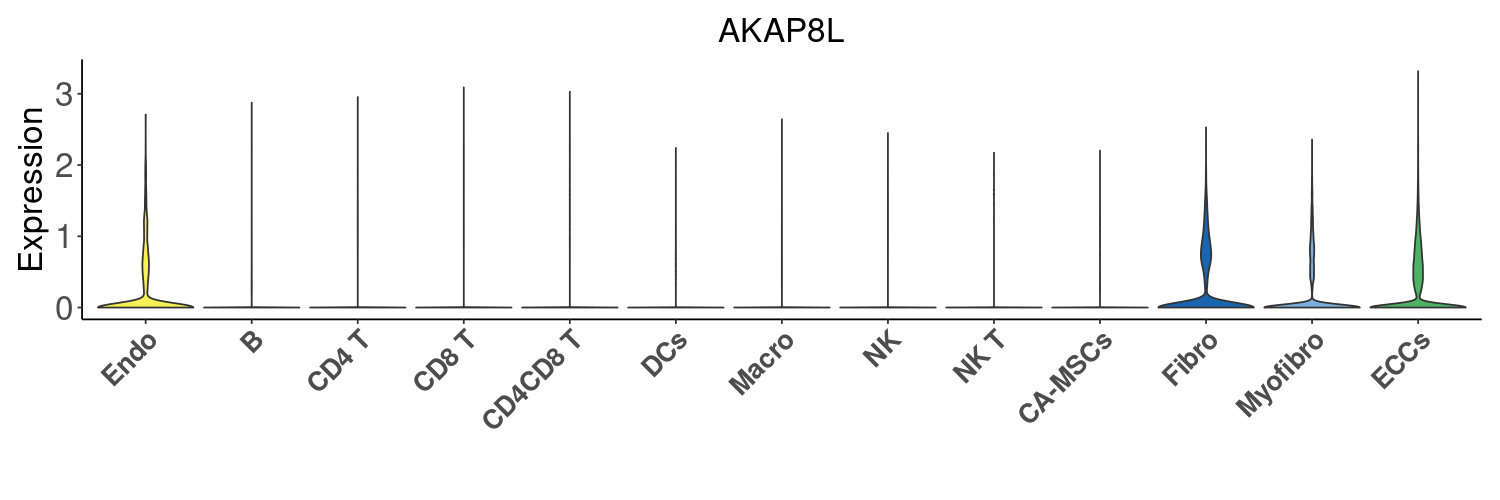 AKAP8L
Expression
3
2
1
0
Endo
B
CD4 T
CD8 T
CD4CD8 T
DCs
Macro
NK
NK T
CA-MSCs
Fibro
Myofibro
ECCs